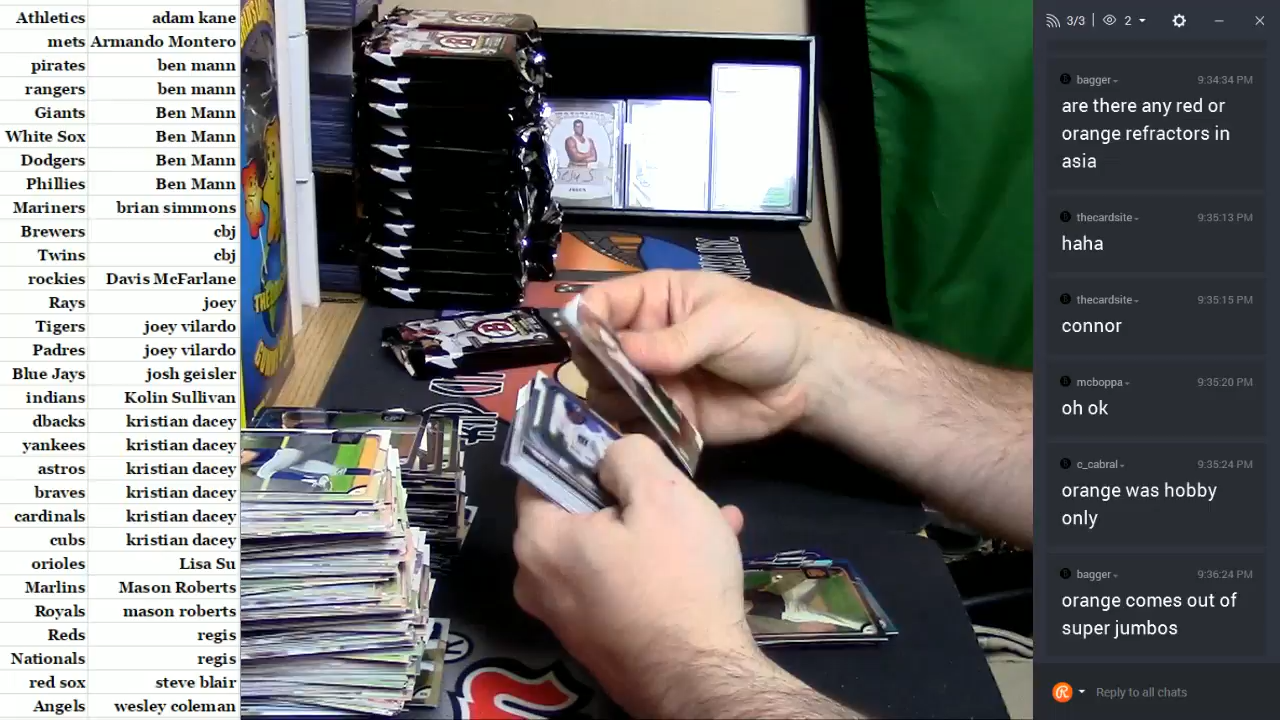 Athletics adam kane
mets Armando Montero
pirates ben mann
rangers ben mann
Giants Ben Mann
White Sox Ben Mann
Dodgers Ben Mann
Phillies Ben Mann
Mariners brian simmons
Brewers cbj
Twins cbj
rockies Davis McFarlane
Rays joey
Tigers joey vilardo
Padres joey vilardo
Blue Jays josh geisler
indians Kolin Sullivan
dbacks kristian dacey
yankees kristian dacey
astros kristian dacey
braves kristian dacey
cardinals kristian dacey
cubs kristian dacey
orioles Lisa Su
Marlins Mason Roberts
Royals mason roberts
Reds regis
Nationals regis
red sox steve blair
Angels wesley coleman
3/3 2
bagger 9:34:34 PM
are there any red or
orange refractors in
asia
thecardsite 9:35:13 PM
haha
thecardsite 9:35:15 PM
connor
mcboppa 9:35:20 PM
oh ok
c_cabral 9:35:24 PM
orange was hobby
only
bagger 9:36:24 PM
orange comes out of
super jumbos
Reply to all chats